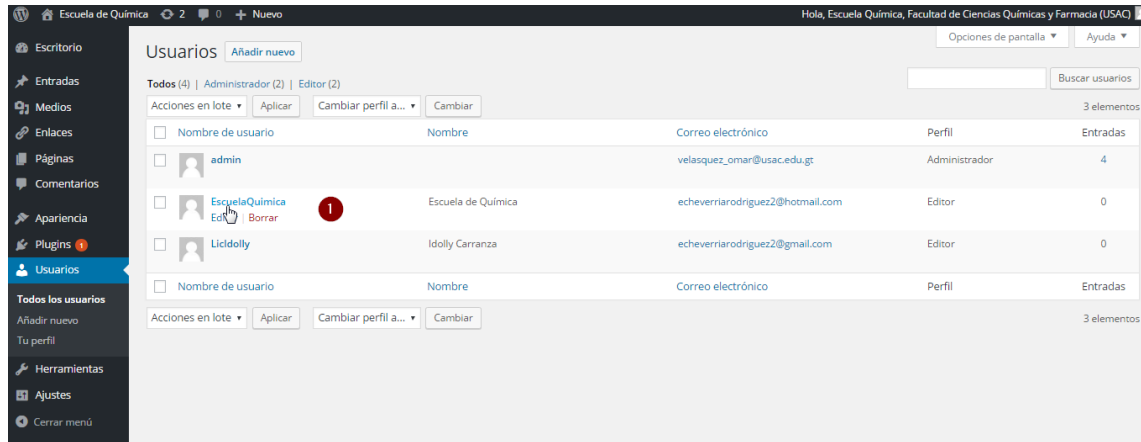 Escuela de Química 2 0 + Nuevo Hola, Escuela Química, Facultad de Ciencias Químicas y Farmacia (USAC)
Opciones de pantalla ▼ Ayuda ▼
Escritorio
Entradas
Medios
Enlaces
Páginas
Comentarios
Apariencia
Plugins 1
Usuarios
Todos los usuarios
Añadir nuevo
Tu perfil
Herramientas
Ajustes
Cerrar menú
Usuarios Añadir nuevo
Todos (4) | Administrador (2) | Editor (2)
Buscar usuarios
Acciones en lote ▾ Aplicar Cambiar perfil a... ▾ Cambiar 3 elementos
Nombre de usuario Nombre Correo electrónico Perfil Entradas
admin velasquez_omar@usac.edu.gt Administrador 4
EscuelaQuimica Escuela de Química echeverriarodriguez2@hotmail.com Editor 0
| Borrar
1
LicIdolly Idolly Carranza echeverriarodriguez2@gmail.com Editor 0
Nombre de usuario Nombre Correo electrónico Perfil Entradas
Acciones en lote ▾ Aplicar Cambiar perfil a... ▾ Cambiar 3 elementos